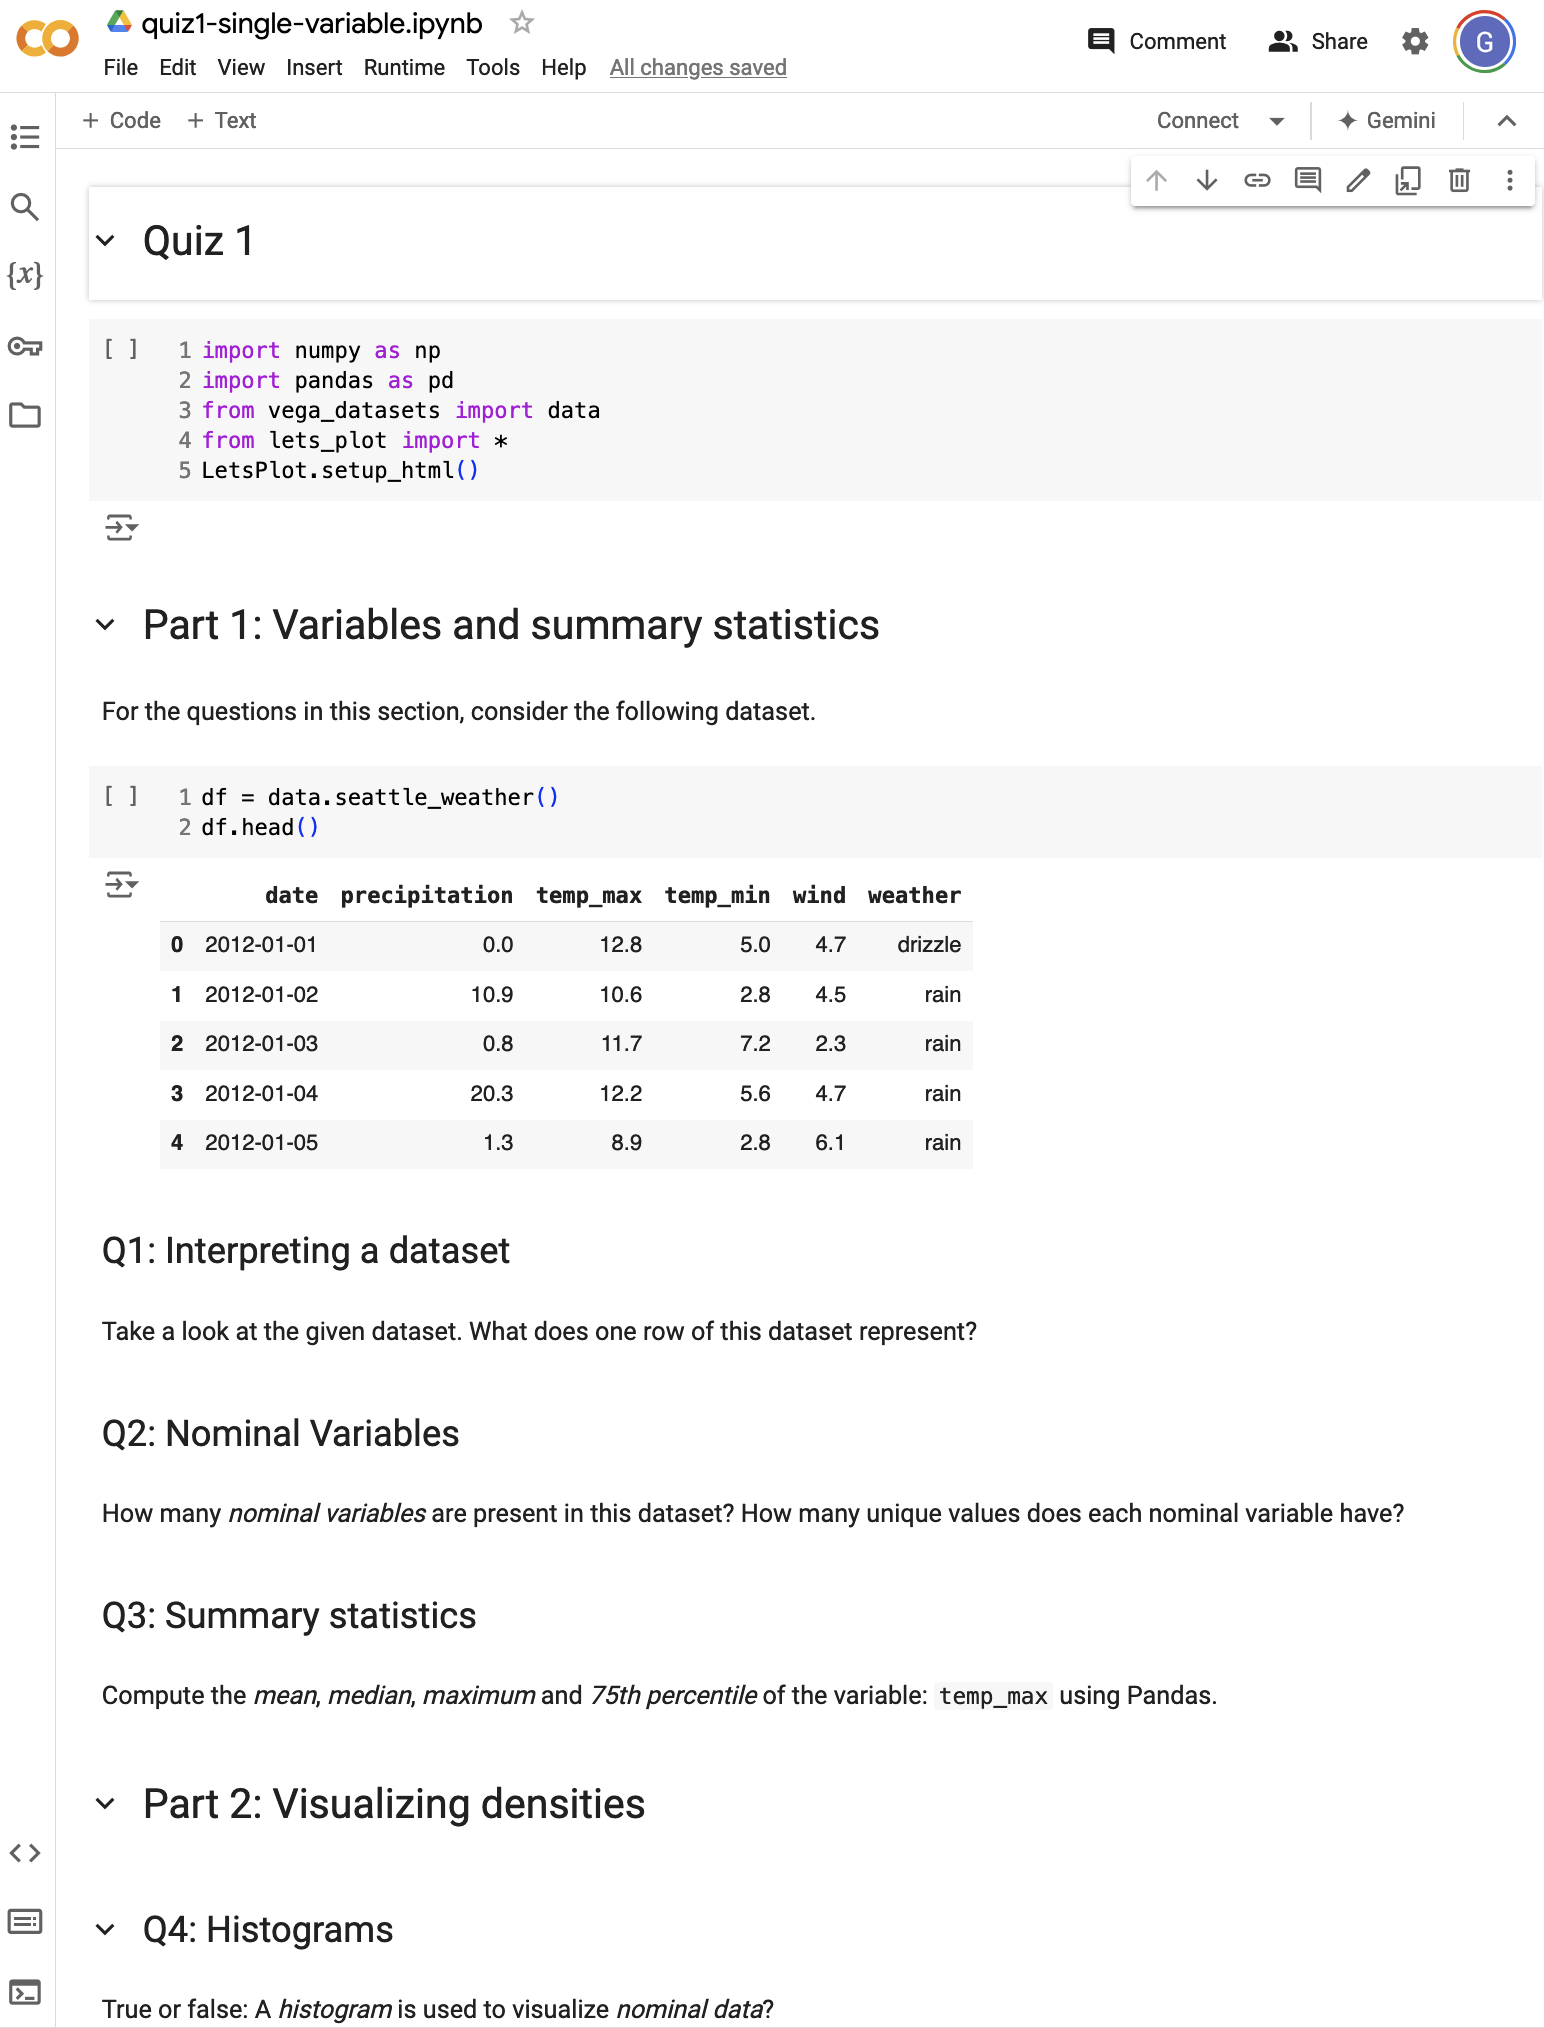 quiz1-single-variable.ipynb
Comment
Share
G
File Edit View Insert Runtime Tools Help All changes saved
+ Code + Text
Connect
Gemini
Quiz 1
{x}
[ ]
1 import numpy as np
2 import pandas as pd
3 from vega_datasets import data
4 from lets_plot import *
5 LetsPlot.setup_html()
Part 1: Variables and summary statistics
For the questions in this section, consider the following dataset.
[ ]
1 df = data.seattle_weather()
2 df.head()
date precipitation temp_max temp_min wind weather
0 2012-01-01 0.0 12.8 5.0 4.7 drizzle
1 2012-01-02 10.9 10.6 2.8 4.5 rain
2 2012-01-03 0.8 11.7 7.2 2.3 rain
3 2012-01-04 20.3 12.2 5.6 4.7 rain
4 2012-01-05 1.3 8.9 2.8 6.1 rain
Q1: Interpreting a dataset
Take a look at the given dataset. What does one row of this dataset represent?
Q2: Nominal Variables
How many nominal variables are present in this dataset? How many unique values does each nominal variable have?
Q3: Summary statistics
Compute the mean, median, maximum and 75th percentile of the variable: temp_max using Pandas.
Part 2: Visualizing densities
Q4: Histograms
True or false: A histogram is used to visualize nominal data?